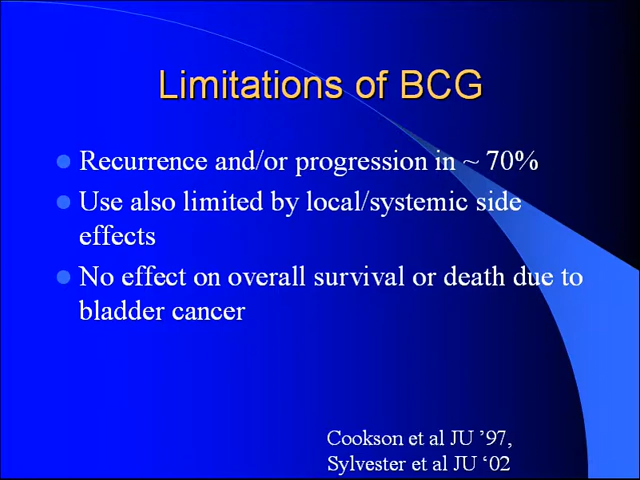 Limitations of BCG
Recurrence and/or progression in ~ 70%
Use also limited by local/systemic side
effects
No effect on overall survival or death due to
bladder cancer
Cookson et al JU ’97,
Sylvester et al JU ‘02